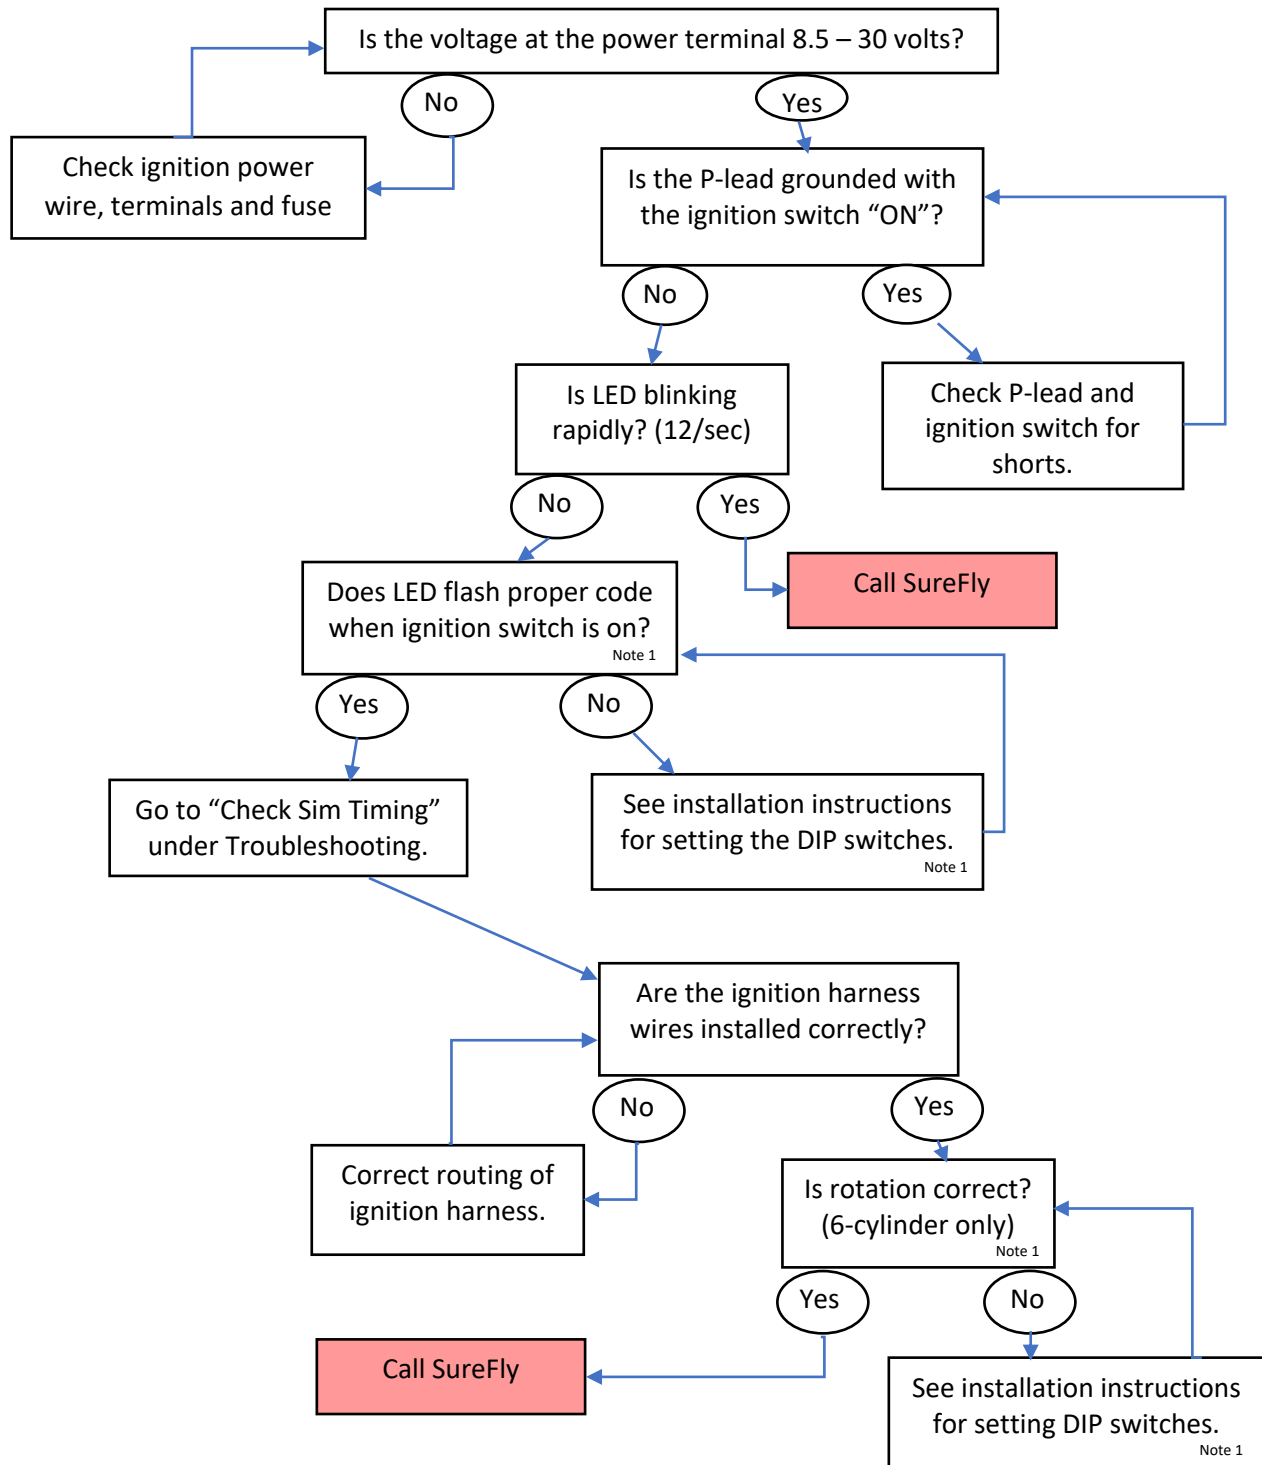 Is the voltage at the power terminal 8.5 – 30 volts?
No
Yes
Check ignition power
wire, terminals and fuse
Is the P-lead grounded with
the ignition switch “ON”?
No
Yes
Is LED blinking
rapidly? (12/sec)
Check P-lead and
ignition switch for
shorts.
No
Yes
Call SureFly
Does LED flash proper code
when ignition switch is on?
Note 1
Yes
No
Go to “Check Sim Timing”
under Troubleshooting.
See installation instructions
for setting the DIP switches.
Note 1
Are the ignition harness
wires installed correctly?
No
Yes
Correct routing of
ignition harness.
Is rotation correct?
(6-cylinder only)
Note 1
Yes
No
Call SureFly
See installation instructions
for setting DIP switches.
Note 1